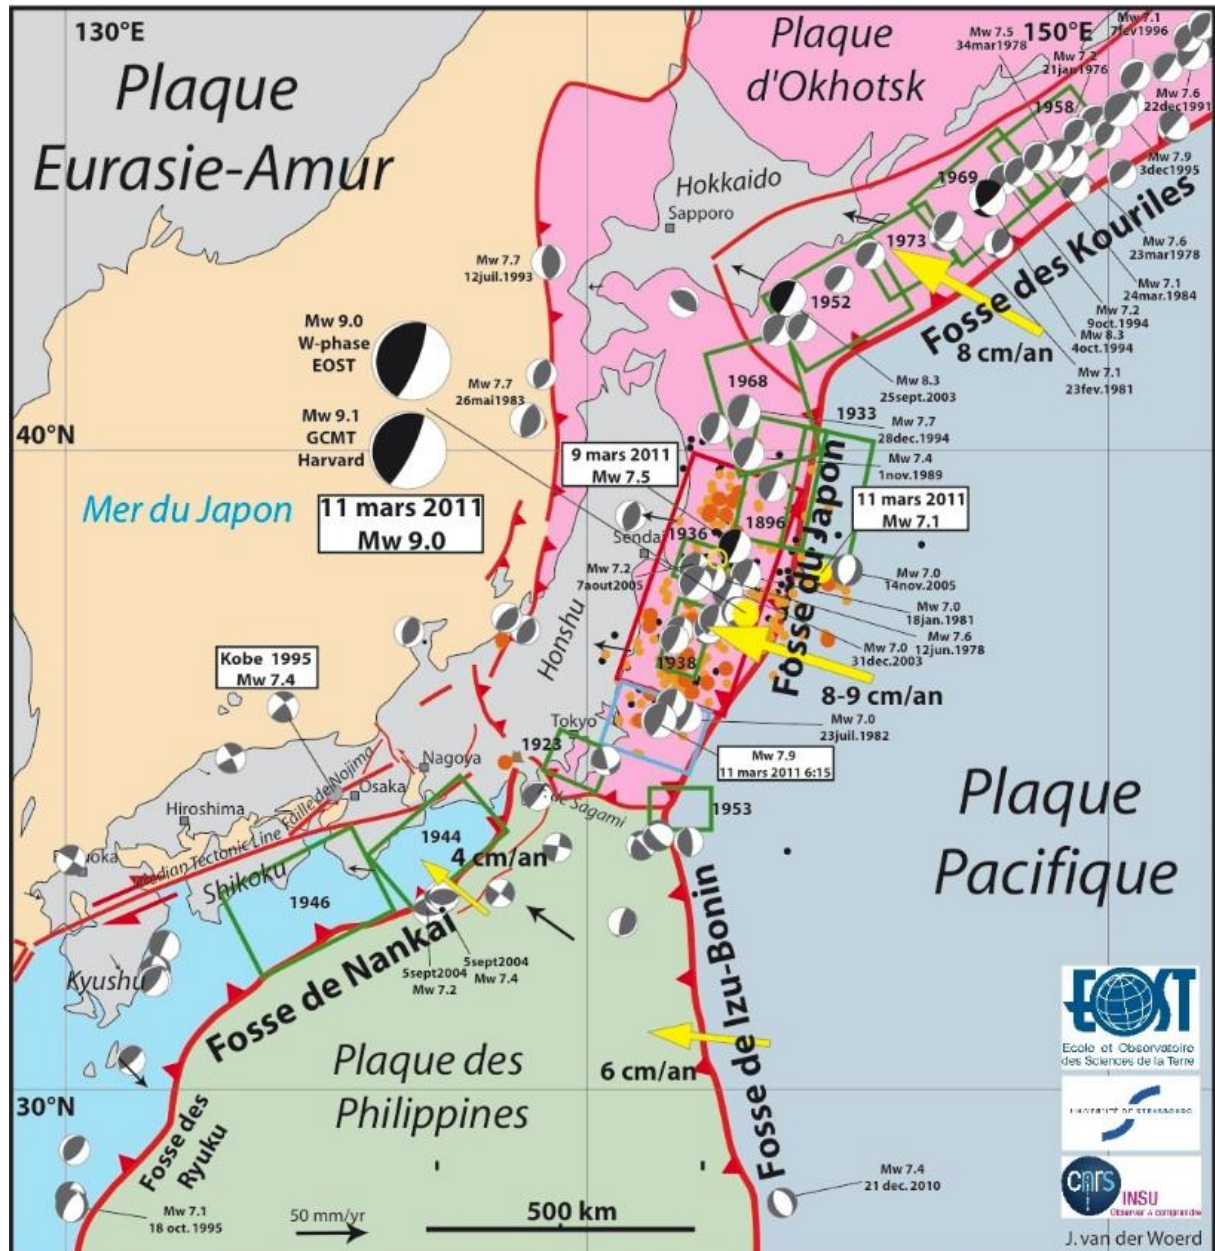 130°E
150°E
Plaque
Eurasie-Amur
Plaque
d'Okhotsk
Mw 7.5
34mar1978
Mw 7.1
7fev1996
Mw 7.2
21jan1976
Mw 7.6
22dec1991
1958
Mw 7.9
3dec1995
1969
Hokkaido
Sapporo
1973
Fosse des Kouriles
Mw 7.6
23mar1978
Mw 7.1
24mar.1984
Mw 7.2
9oct.1994
Mw 8.3
4oct.1994
Mw 7.1
23fev.1981
8 cm/an
Mw 7.7
12juil.1993
1952
Mw 9.0
W-phase
EOST
Mw 7.7
26mai1983
Mw 8.3
25sept.2003
1968
1933
Mw 9.1
GCMT
Harvard
40°N
Mw 7.7
28dec.1994
Mw 7.4
1nov.1989
9 mars 2011
Mw 7.5
Mer du Japon
11 mars 2011
Mw 9.0
11 mars 2011
Mw 7.1
1896
1936
Sendai
Fosse du Japon
Mw 7.2
7aout2005
Mw 7.0
14nov.2005
Mw 7.0
18jan.1981
Mw 7.6
12jun.1978
Mw 7.0
31dec.2003
Honshu
1938
8-9 cm/an
Kobe 1995
Mw 7.4
Tokyo
Mw 7.0
23juil.1982
Mw 7.9
11 mars 2011 6:15
1923
Nagoya
Faille de Nojima
Osaka
Hiroshima
F. de Sagami
1953
Plaque
Pacifique
Median Tectonic Line
1944
4 cm/an
Shikoku
1946
Kyushu
Fosse de Nankai
5sept2004
Mw 7.2
5sept2004
Mw 7.4
Fosse de Izu-Bonin
6 cm/an
Plaque des
Philippines
30°N
Fosse des
Ryuku
Mw 7.1
18 oct. 1995
50 mm/yr
500 km
Mw 7.4
21 dec. 2010
EOST
Ecole et Observatoire
des Sciences de la Terre
UNIVERSITÉ DE STRASBOURG
cnrs
INSU
Observer & comprendre
J. van der Woerd